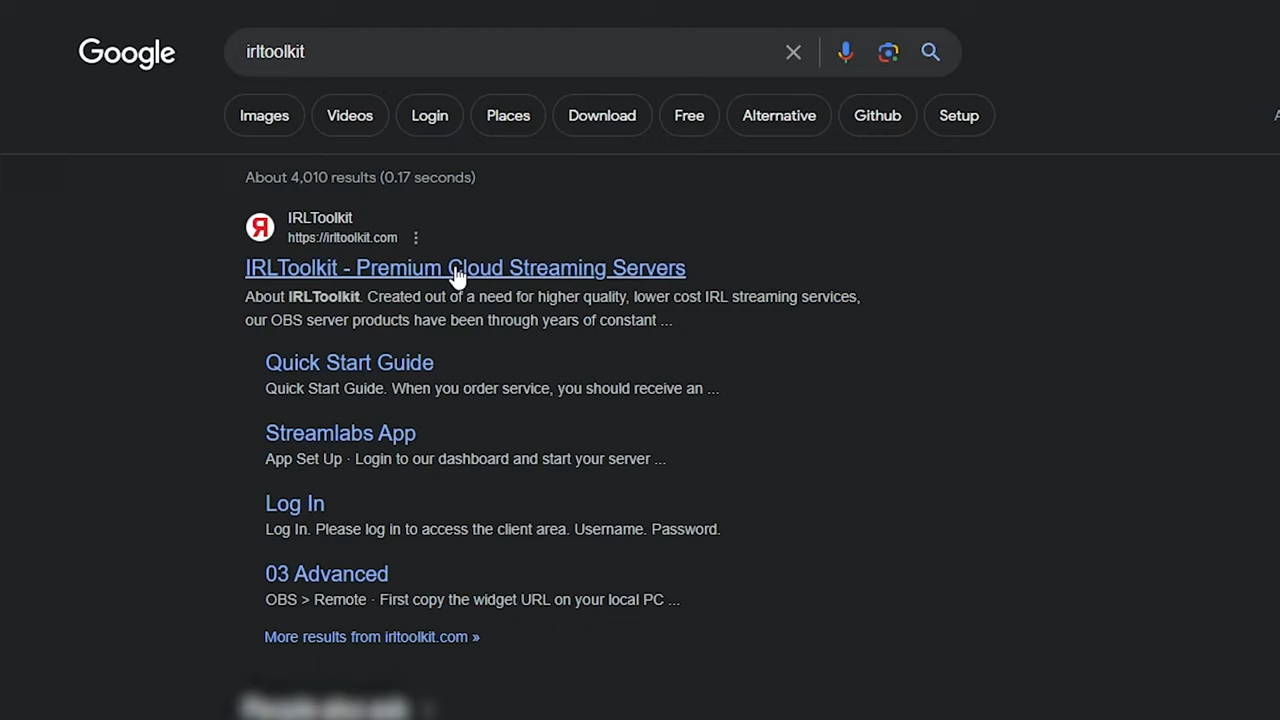 Google
irltoolkit
Images
Videos
Login
Places
Download
Free
Alternative
Github
Setup
About 4,010 results (0.17 seconds)
Я
IRLToolkit
https://irltoolkit.com
IRLToolkit - Premium Cloud Streaming Servers
About IRLToolkit. Created out of a need for higher quality, lower cost IRL streaming services,
our OBS server products have been through years of constant ...
Quick Start Guide
Quick Start Guide. When you order service, you should receive an ...
Streamlabs App
App Set Up · Login to our dashboard and start your server ...
Log In
Log In. Please log in to access the client area. Username. Password.
03 Advanced
OBS > Remote · First copy the widget URL on your local PC ...
More results from irltoolkit.com »